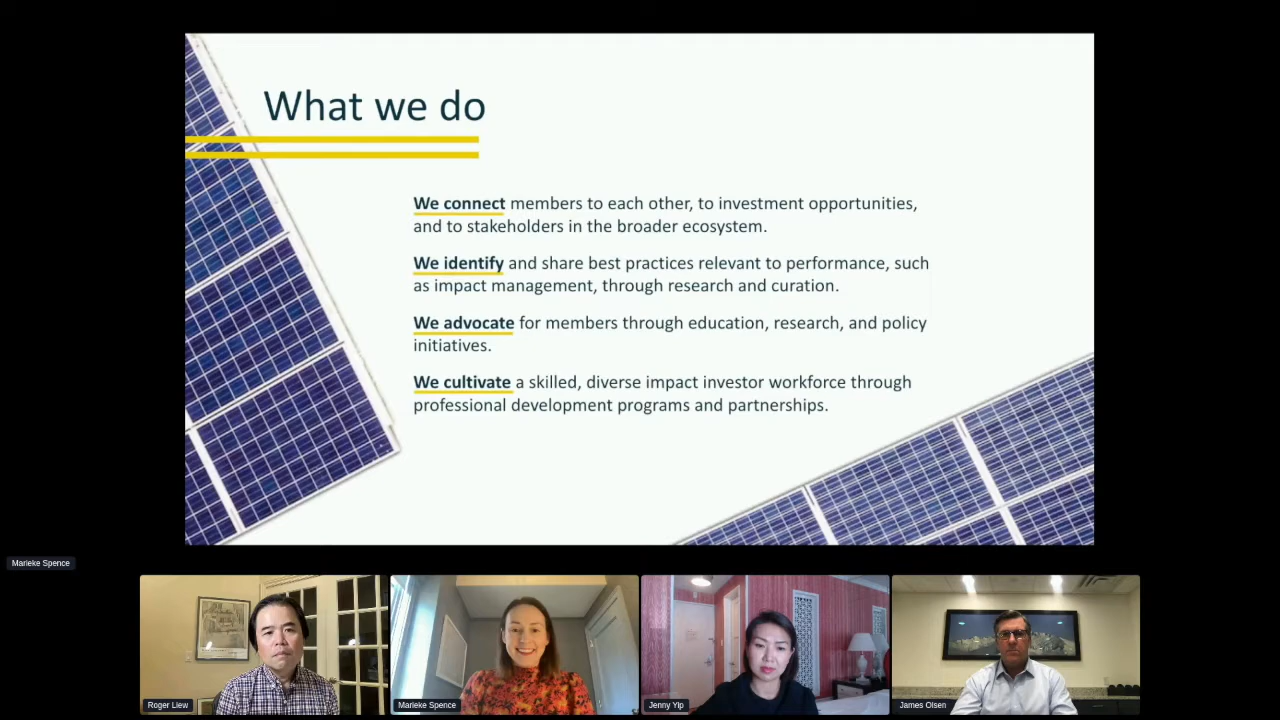 What we do
We connect members to each other, to investment opportunities,
and to stakeholders in the broader ecosystem.
We identify and share best practices relevant to performance, such
as impact management, through research and curation.
We advocate for members through education, research, and policy
initiatives.
We cultivate a skilled, diverse impact investor workforce through
professional development programs and partnerships.
Marieke Spence
Roger Liew
Marieke Spence
Jenny Yip
James Olsen